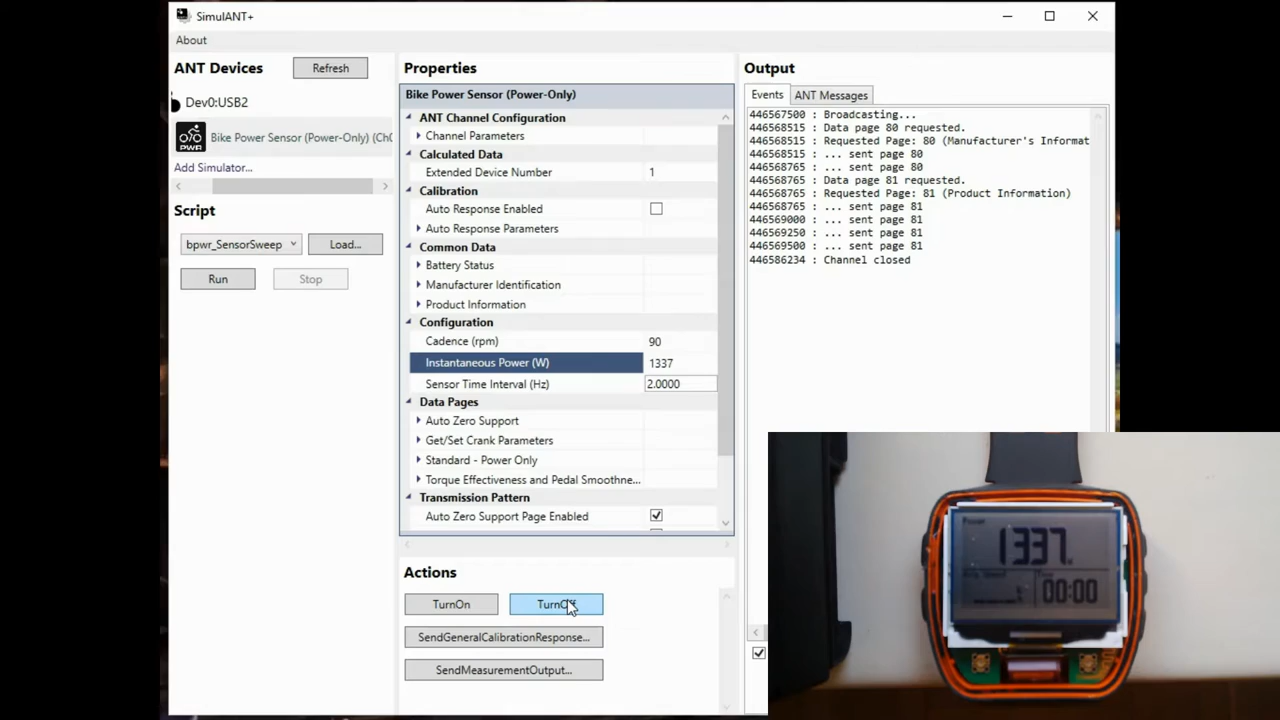 SimulANT+
About
ANT Devices
Refresh
Dev0:USB2
Bike Power Sensor (Power-Only) (Ch0
Add Simulator...
Script
bpwr_SensorSweep
Load...
Run
Stop
Properties
Bike Power Sensor (Power-Only)
ANT Channel Configuration
Channel Parameters
Calculated Data
Extended Device Number 1
Calibration
Auto Response Enabled
Auto Response Parameters
Common Data
Battery Status
Manufacturer Identification
Product Information
Configuration
Cadence (rpm) 90
Instantaneous Power (W) 1337
Sensor Time Interval (Hz) 2.0000
Data Pages
Auto Zero Support
Get/Set Crank Parameters
Standard - Power Only
Torque Effectiveness and Pedal Smoothne...
Transmission Pattern
Auto Zero Support Page Enabled
Actions
TurnOn
TurnOff
SendGeneralCalibrationResponse...
SendMeasurementOutput...
Output
Events
ANT Messages
446567500 : Broadcasting...
446568515 : Data page 80 requested.
446568515 : Requested Page: 80 (Manufacturer's Informat
446568515 : ... sent page 80
446568765 : ... sent page 80
446568765 : Data page 81 requested.
446568765 : Requested Page: 81 (Product Information)
446568765 : ... sent page 81
446569000 : ... sent page 81
446569250 : ... sent page 81
446569500 : ... sent page 81
446586234 : Channel closed
Power
1337
Time
00:00